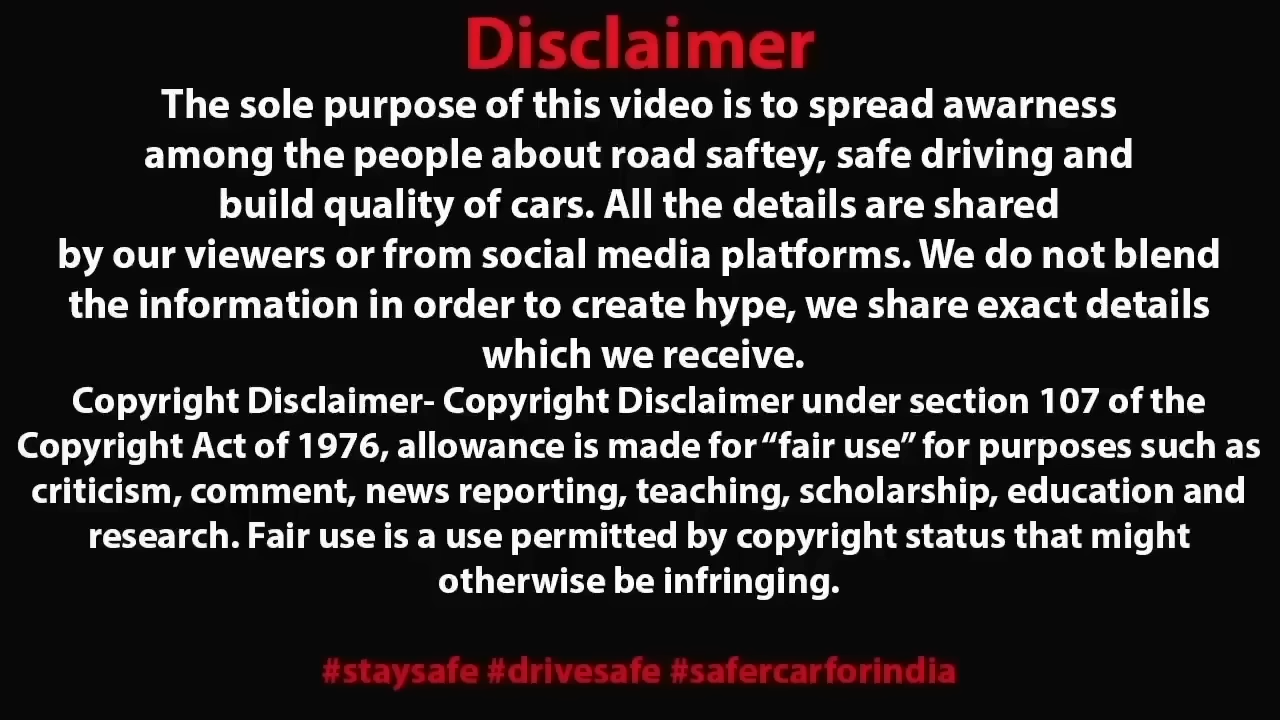 Disclaimer
The sole purpose of this video is to spread awarness
among the people about road saftey, safe driving and
build quality of cars. All the details are shared
by our viewers or from social media platforms. We do not blend
the information in order to create hype, we share exact details
which we receive.
Copyright Disclaimer- Copyright Disclaimer under section 107 of the
Copyright Act of 1976, allowance is made for “fair use” for purposes such as
criticism, comment, news reporting, teaching, scholarship, education and
research. Fair use is a use permitted by copyright status that might
otherwise be infringing.
#staysafe #drivesafe #safercarforindia